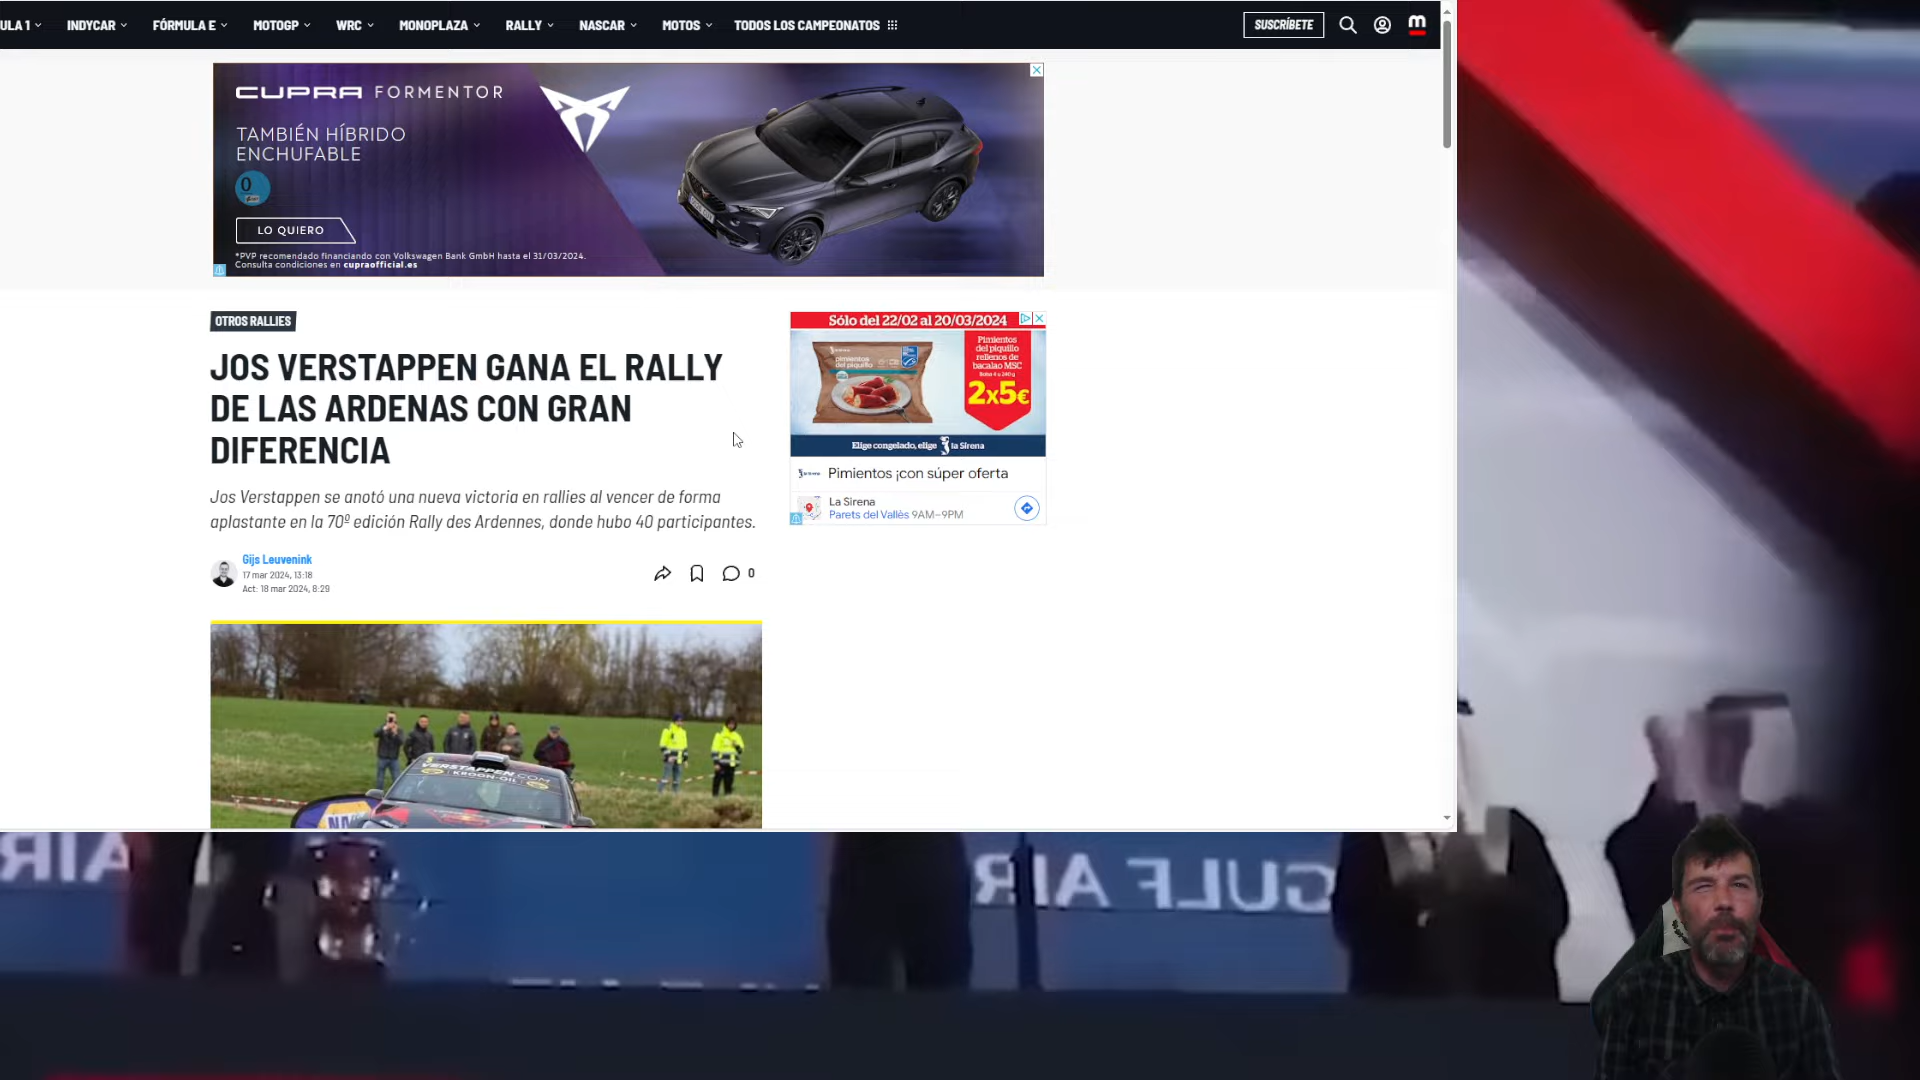 ULA 1 INDYCAR FÓRMULA E MOTOGP WRC MONOPLAZA RALLY NASCAR MOTOS TODOS LOS CAMPEONATOS SUSCRÍBETE m
CUPRA FORMENTOR
TAMBIÉN HÍBRIDO
ENCHUFABLE
0
LO QUIERO
*PVP recomendado financiando con Volkswagen Bank GmbH hasta el 31/03/2024.
Consulta condiciones en cupraofficial.es
OTROS RALLIES
JOS VERSTAPPEN GANA EL RALLY
DE LAS ARDENAS CON GRAN
DIFERENCIA
Jos Verstappen se anotó una nueva victoria en rallies al vencer de forma
aplastante en la 70º edición Rally des Ardennes, donde hubo 40 participantes.
Gijs Leuvenink
17 mar 2024, 13:18
Act: 18 mar 2024, 8:29
0
Sólo del 22/02 al 20/03/2024
pimientos
del piquillo
Pimientos
del piquillo
rellenos de
bacalao MSC
2x5€
Elige congelado, elige la Sirena
Pimientos ¡con súper oferta
La Sirena
Parets del Vallès 9AM–9PM
VERSTAPPEN.COM
KROON-OIL
NA
AIR
GULF AIR